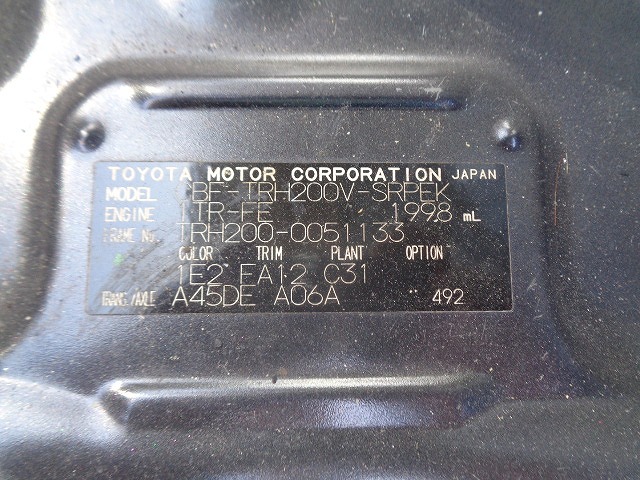 TOYOTA MOTOR CORPORATION JAPAN
MODEL CBF-TRH200V-SRPEK
ENGINE 1TR-FE 1998 mL
FRAME No. TRH200-0051133
COLOR TRIM PLANT OPTION
1E2 FA12 C31
TRANS/AXLE A45DE A06A 492